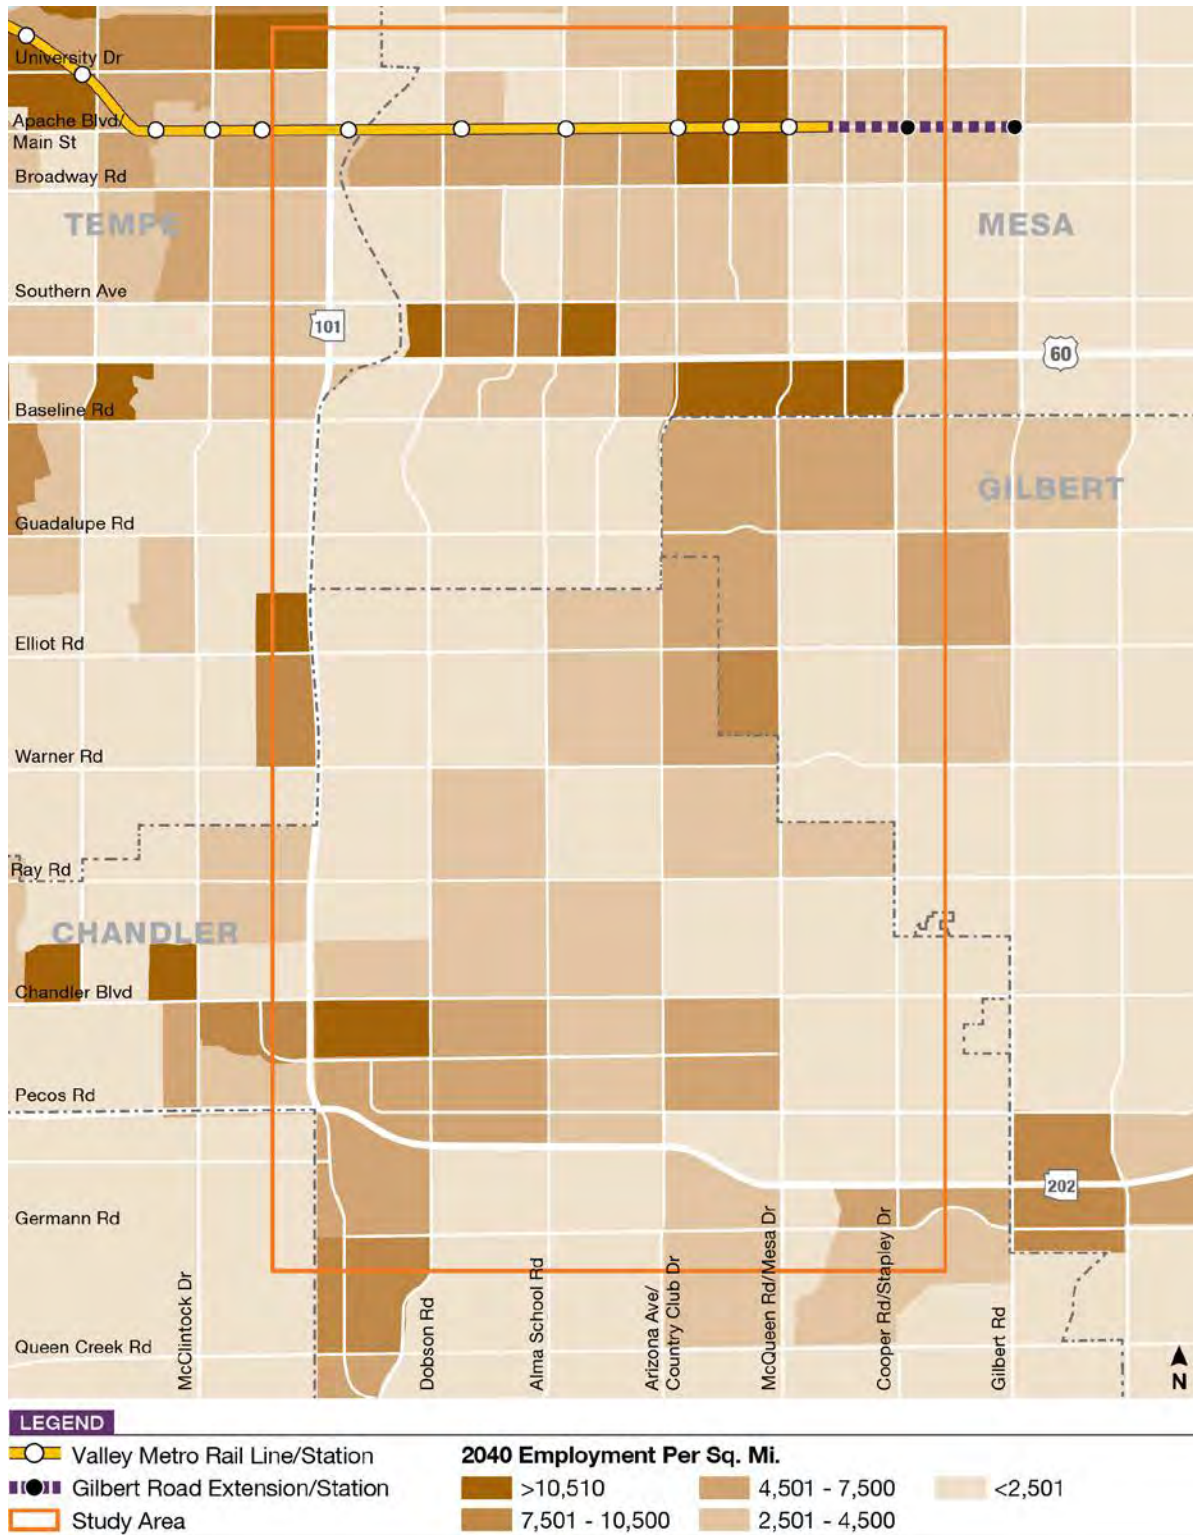 University Dr
Apache Blvd/
Main St
Broadway Rd
TEMPE
MESA
Southern Ave
101
60
Baseline Rd
GILBERT
Guadalupe Rd
Elliot Rd
Warner Rd
Ray Rd
CHANDLER
Chandler Blvd
Pecos Rd
202
Germann Rd
Queen Creek Rd
McClintock Dr
Dobson Rd
Alma School Rd
Arizona Ave/
Country Club Dr
McQueen Rd/Mesa Dr
Cooper Rd/Stapley Dr
Gilbert Rd
N
LEGEND
Valley Metro Rail Line/Station
Gilbert Road Extension/Station
Study Area
2040 Employment Per Sq. Mi.
>10,510
7,501 - 10,500
4,501 - 7,500
2,501 - 4,500
<2,501